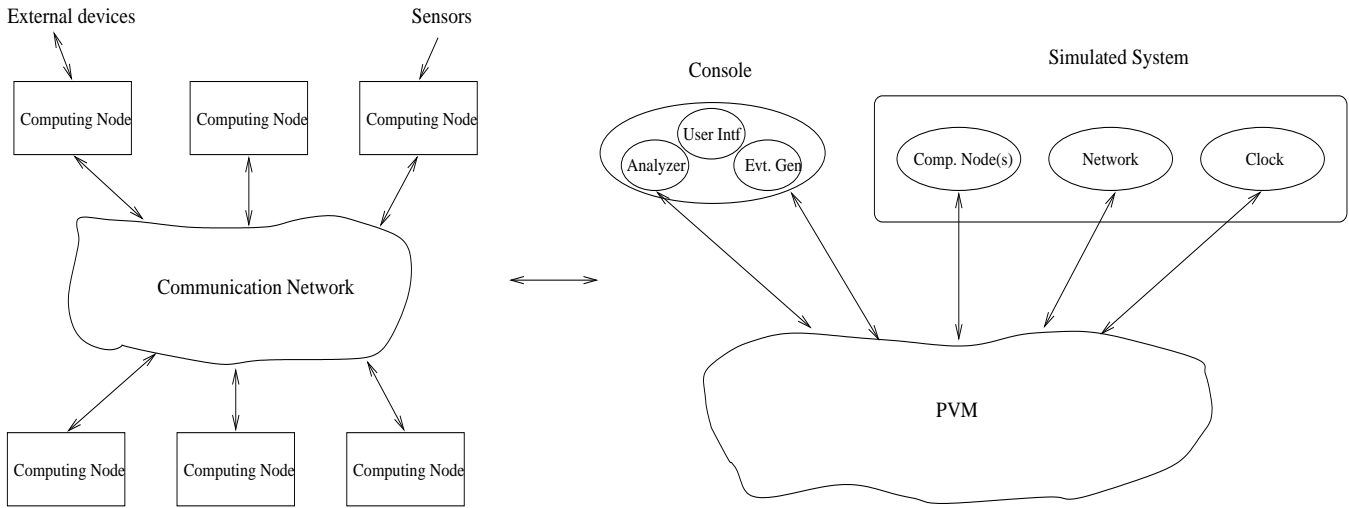 External devices
Sensors
Computing Node
Computing Node
Computing Node
Communication Network
Computing Node
Computing Node
Computing Node
Console
User Intf
Analyzer
Evt. Gen
Simulated System
Comp. Node(s)
Network
Clock
PVM